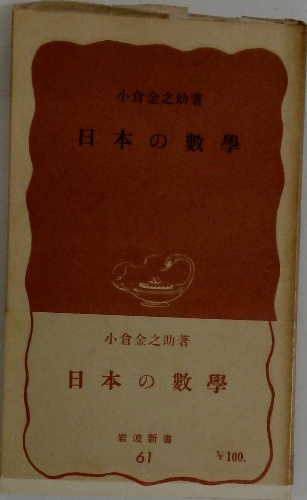 小倉金之助著
日本の數學
小倉金之助著
日本の數學
岩波新書
61
￥100.